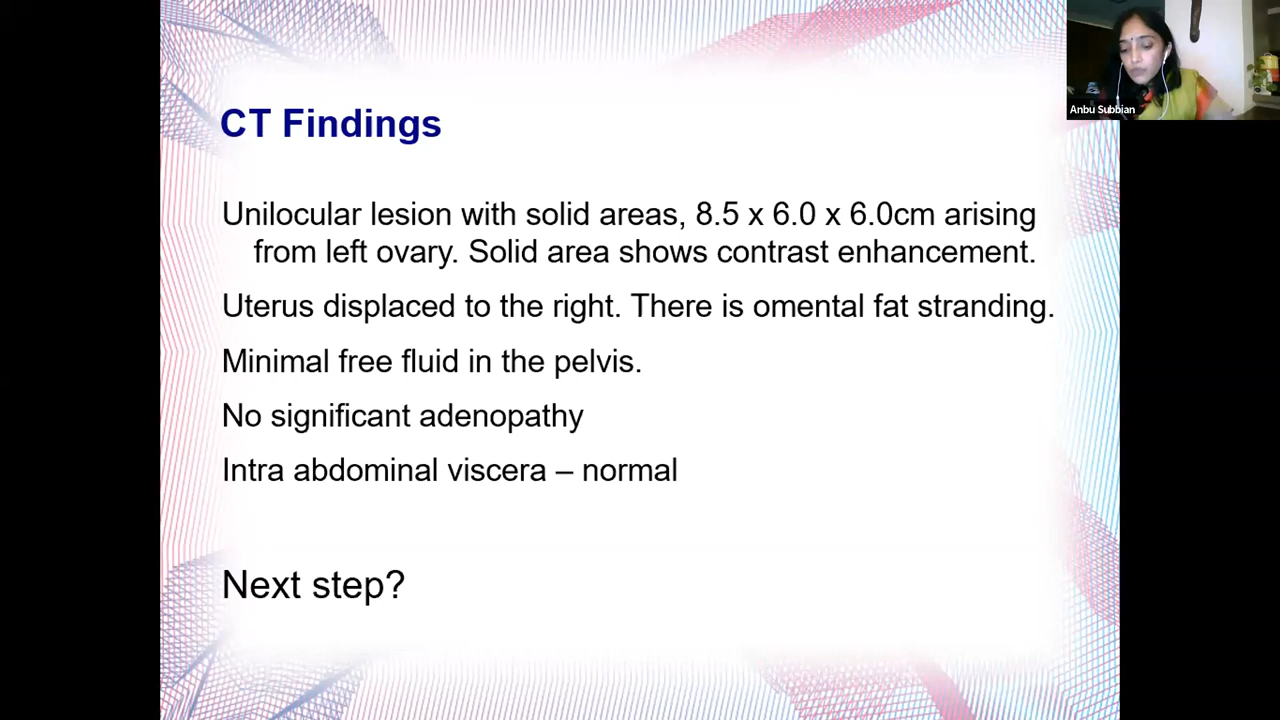 CT Findings
Unilocular lesion with solid areas, 8.5 x 6.0 x 6.0cm arising
from left ovary. Solid area shows contrast enhancement.
Uterus displaced to the right. There is omental fat stranding.
Minimal free fluid in the pelvis.
No significant adenopathy
Intra abdominal viscera – normal
Next step?
Anbu Subbian